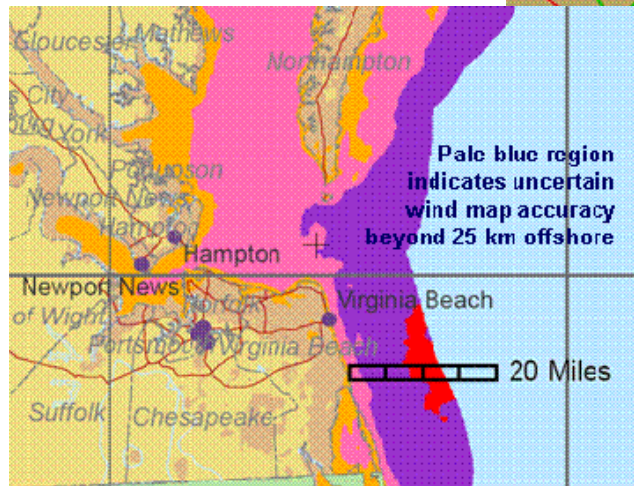 Gloucester
Mathews
Northampton
s City
York
Poquoson
Pale blue region
indicates uncertain
wind map accuracy
beyond 25 km offshore
Newport News
Hampton
Hampton
Newport News
Norfolk
Virginia Beach
of Wight
Portsmouth
Virginia Beach
20 Miles
Suffolk
Chesapeake